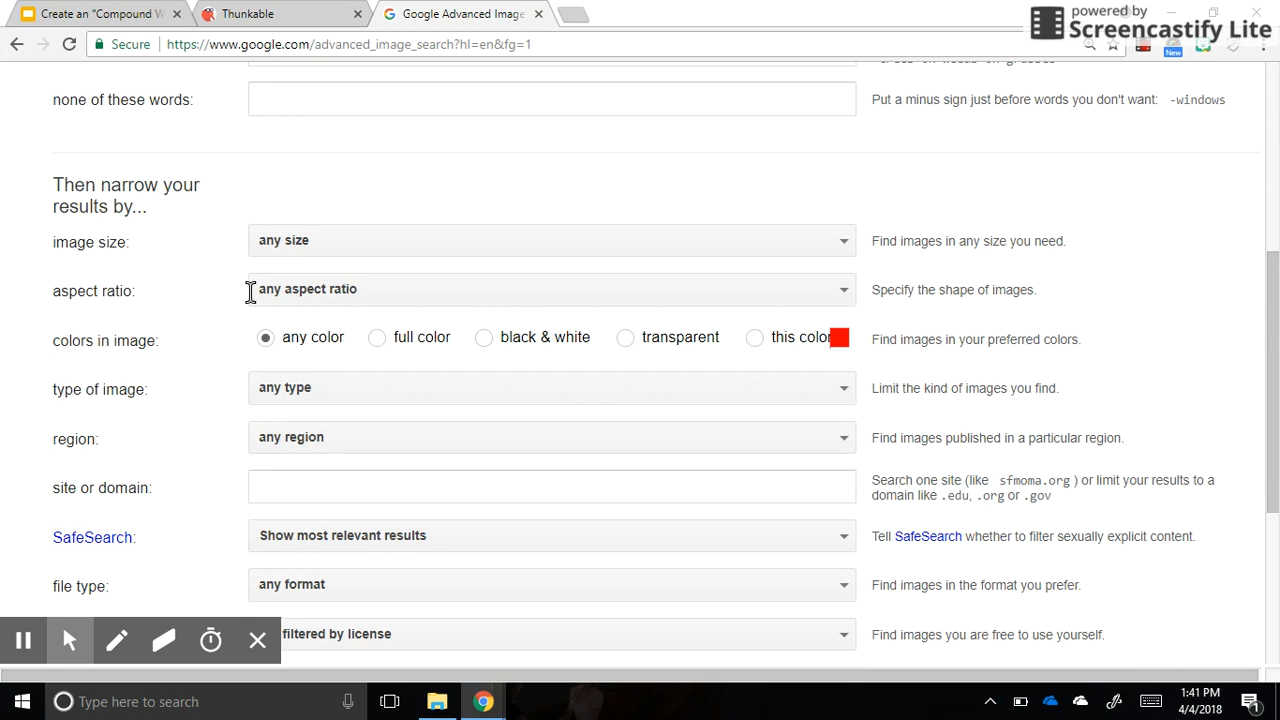 Create an "Compound W
Thunkable
Google Advanced Image
powered by
Screencastify Lite
Secure
https://www.google.com/advanced_image_search?hl=en&fg=1
New
none of these words:
Put a minus sign just before words you don't want: -windows
Then narrow your
results by...
image size:
any size
Find images in any size you need.
aspect ratio:
any aspect ratio
Specify the shape of images.
colors in image:
any color
full color
black & white
transparent
this color
Find images in your preferred colors.
type of image:
any type
Limit the kind of images you find.
region:
any region
Find images published in a particular region.
site or domain:
Search one site (like sfmoma.org ) or limit your results to a
domain like .edu, .org or .gov
SafeSearch:
Show most relevant results
Tell SafeSearch whether to filter sexually explicit content.
file type:
any format
Find images in the format you prefer.
filtered by license
Find images you are free to use yourself.
Type here to search
1:41 PM
4/4/2018